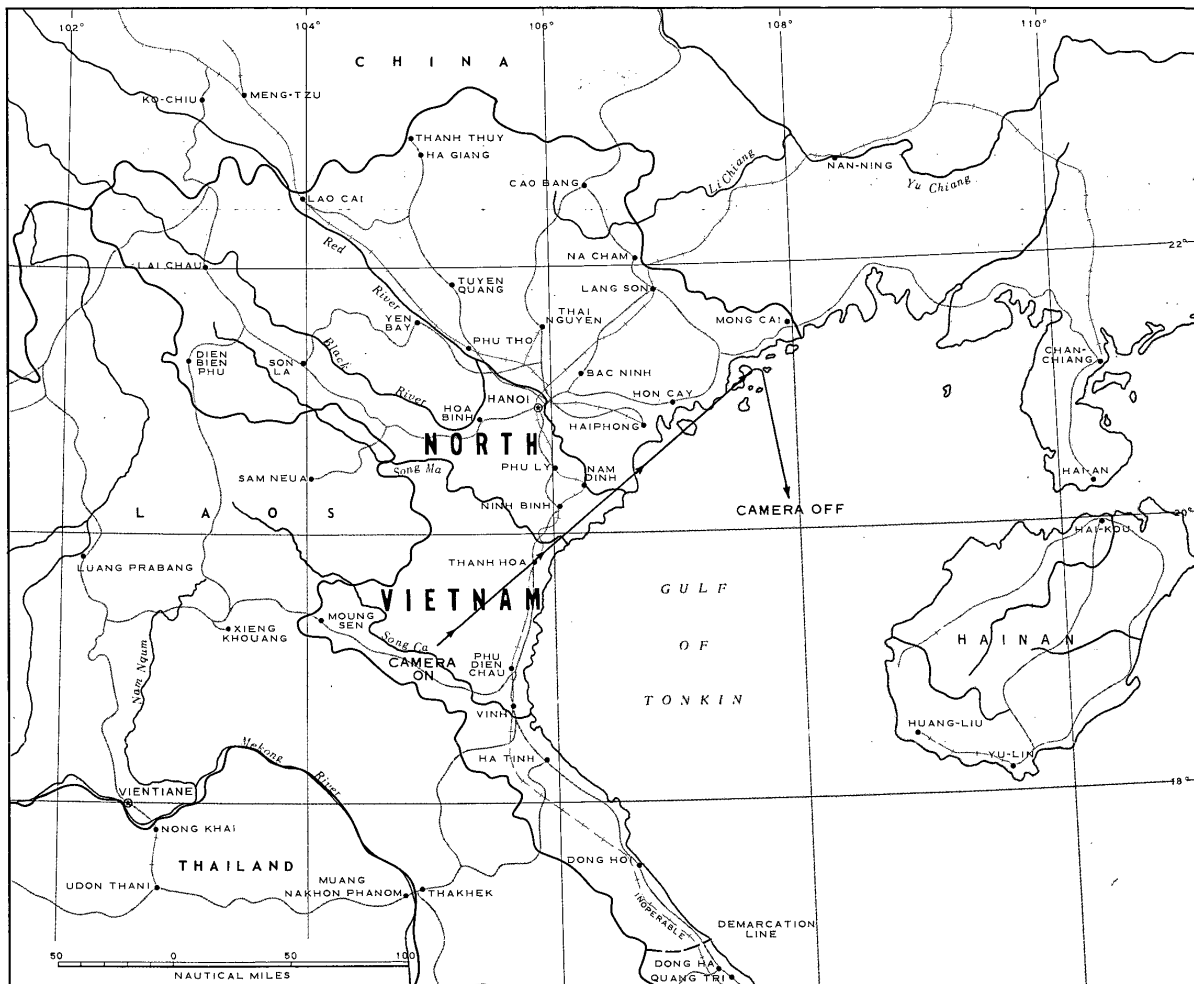 102°
104°
106°
108°
110°
C H I N A
KO-CHIU
MENG-TZU
THANH THUY
HA GIANG
CAO BANG
Li Chiang
NAN-NING
Yu Chiang
LAO CAI
Red
River
22°
LAI CHAU
NA CHAM
LANG SON
TUYEN
QUANG
YEN
BAY
THAI
NGUYEN
MONG CAI
PHU THO
DIEN
BIEN
PHU
SON
LA
Black
River
BAC NINH
CHAN-
CHIANG
HANOI
HON CAY
HOA
BINH
HAIPHONG
NORTH
Song Ma
PHU LY
NAM
DINH
SAM NEUA
HAI-AN
NINH BINH
CAMERA OFF
L A O S
20°
HAI-KOU
LUANG PRABANG
THANH HOA
VIETNAM
GULF
OF
TONKIN
MOUNG
SEN
XIENG
KHOUANG
Song Ca
CAMERA
ON
HAINAN
PHU
DIEN
CHAU
Nam Ngum
VINH
HUANG-LIU
YU-LIN
Mekong
River
HA TINH
18°
VIENTIANE
NONG KHAI
THAILAND
DONG HOI
UDON THANI
MUANG
NAKHON PHANOM
THAKHEK
INOPERABLE
DEMARCATION
LINE
DONG HA
QUANG TRI
50 0 50 100
NAUTICAL MILES